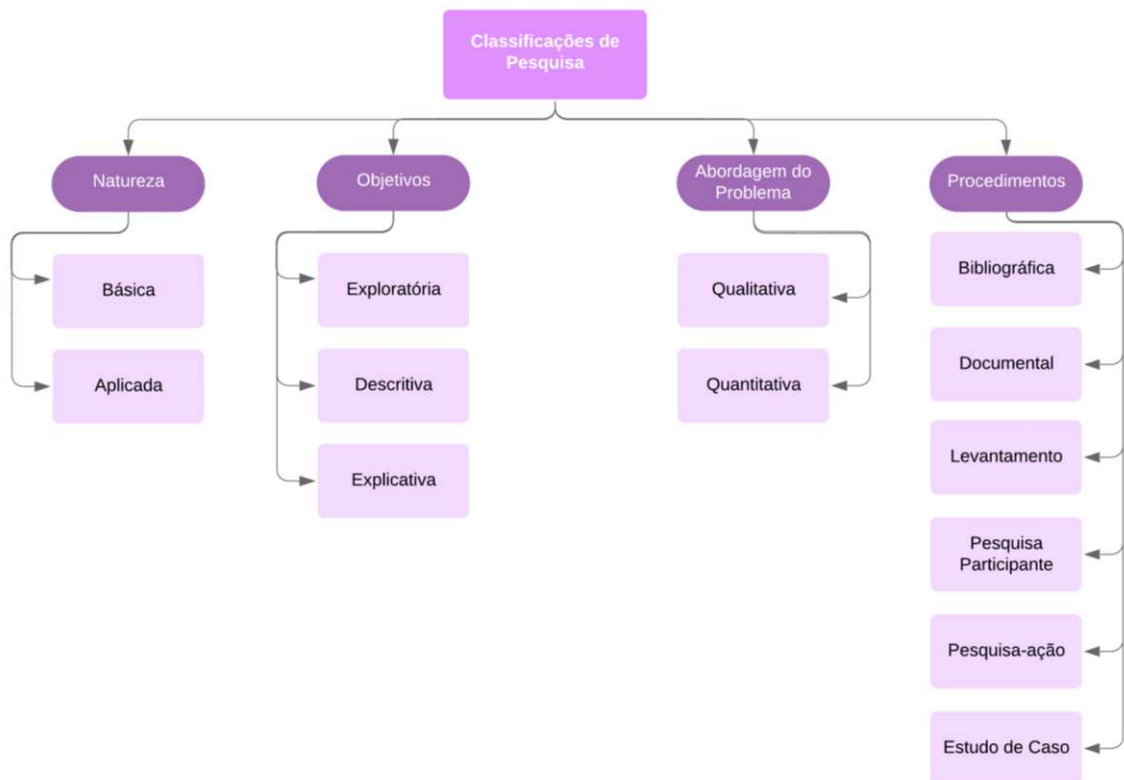 Classificações de
Pesquisa
Natureza
Básica
Aplicada
Objetivos
Exploratória
Descritiva
Explicativa
Abordagem do
Problema
Qualitativa
Quantitativa
Procedimentos
Bibliográfica
Documental
Levantamento
Pesquisa
Participante
Pesquisa-ação
Estudo de Caso